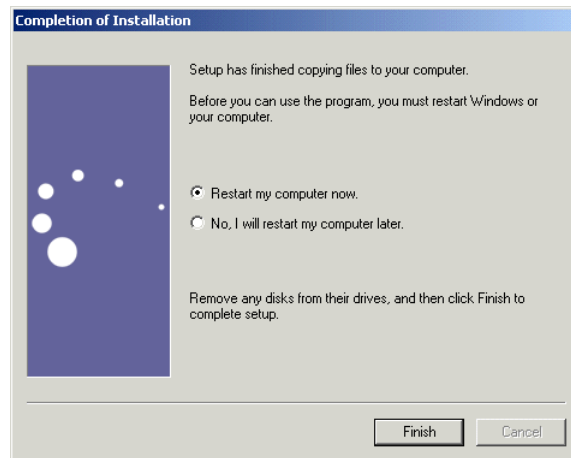 Completion of Installation
Setup has finished copying files to your computer.
Before you can use the program, you must restart Windows or
your computer.
Restart my computer now.
No, I will restart my computer later.
Remove any disks from their drives, and then click Finish to
complete setup.
Finish
Cancel